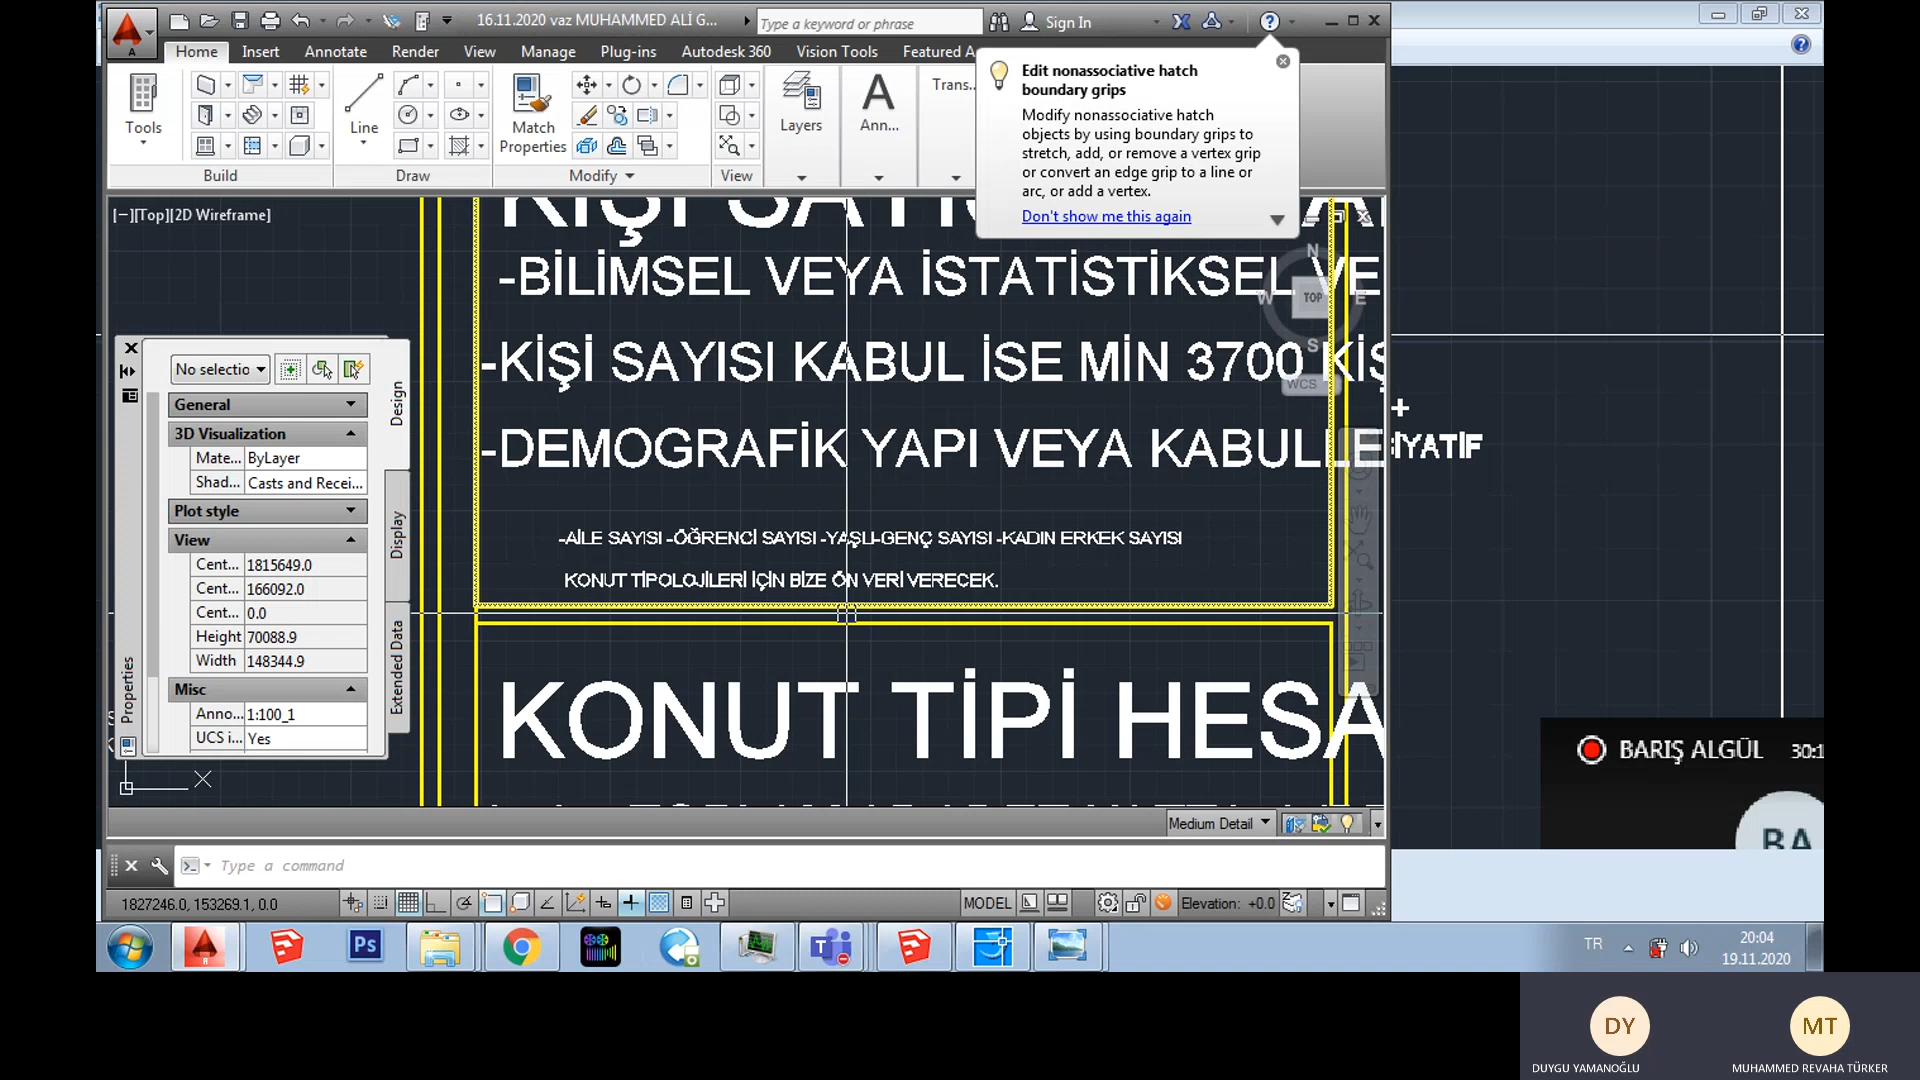 16.11.2020 vaz MUHAMMED ALİ G...
Type a keyword or phrase
Sign In
Home Insert Annotate Render View Manage Plug-ins Autodesk 360 Vision Tools Featured A
Tools
Line
Match
Properties
Layers
Ann...
Trans...
Build Draw Modify View
Edit nonassociative hatch
boundary grips
Modify nonassociative hatch
objects by using boundary grips to
stretch, add, or remove a vertex grip
or convert an edge grip to a line or
arc, or add a vertex.
Don't show me this again
[−][Top][2D Wireframe]
N
W TOP E
S
WCS
-BİLİMSEL VEYA İSTATİSTİKSEL VE
-KİŞİ SAYISI KABUL İSE MİN 3700 KİŞ
-DEMOGRAFİK YAPI VEYA KABULLE
-AİLE SAYISI -ÖĞRENCİ SAYISI -YAŞLI-GENÇ SAYISI -KADIN ERKEK SAYISI
KONUT TİPOLOJİLERİ İÇİN BİZE ÖN VERİ VERECEK.
KONUT TİPİ HESA
+
İYATİF
No selectio
General
3D Visualization
Mate... ByLayer
Shad... Casts and Recei...
Plot style
View
Cent... 1815649.0
Cent... 166092.0
Cent... 0.0
Height 70088.9
Width 148344.9
Misc
Anno... 1:100_1
UCS i... Yes
Design
Display
Extended Data
Properties
BARIŞ ALGÜL 30:1
BA
Medium Detail
Type a command
1827246.0, 153269.1, 0.0
MODEL
Elevation: +0.0
Ps
TR
20:04
19.11.2020
DY
MT
DUYGU YAMANOĞLU
MUHAMMED REVAHA TÜRKER